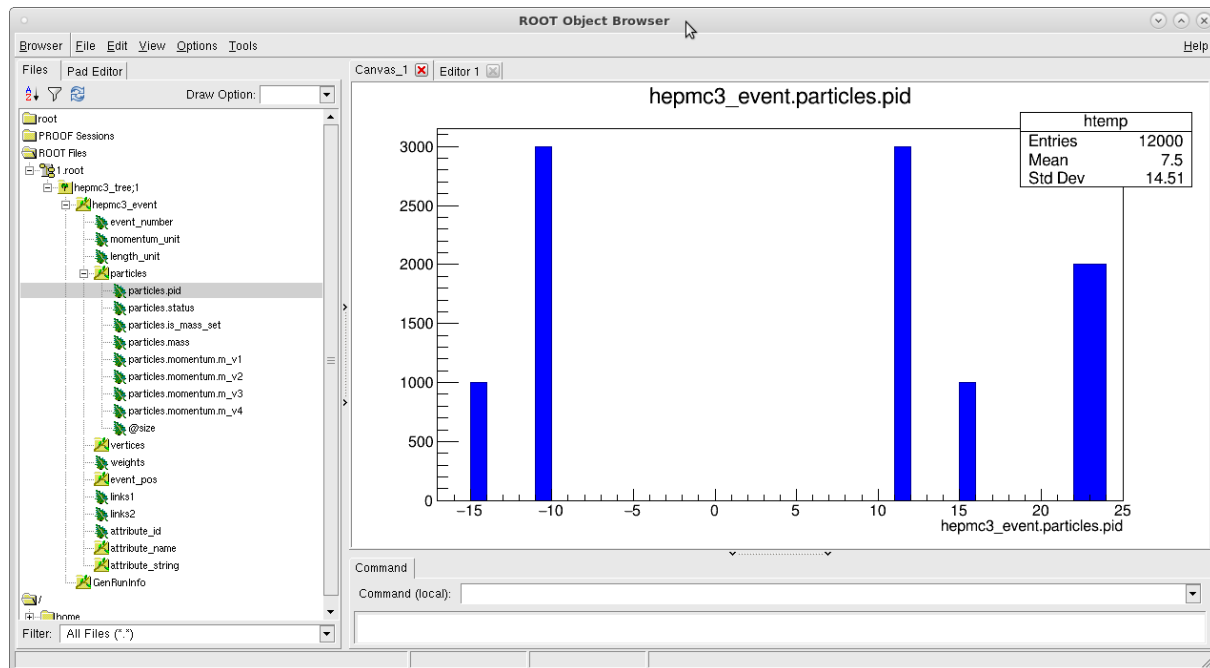 ROOT Object Browser
Browser File Edit View Options Tools Help
Files Pad Editor
Draw Option:
root
PROOF Sessions
ROOT Files
1.root
hepmc3_tree;1
hepmc3_event
event_number
momentum_unit
length_unit
particles
particles.pid
particles.status
particles.is_mass_set
particles.mass
particles.momentum.m_v1
particles.momentum.m_v2
particles.momentum.m_v3
particles.momentum.m_v4
@size
vertices
weights
event_pos
links1
links2
attribute_id
attribute_name
attribute_string
GenRunInfo
/
home
Filter: All Files (*.*)
Canvas_1 Editor 1
hepmc3_event.particles.pid
htemp
Entries 12000
Mean 7.5
Std Dev 14.51
3000
2500
2000
1500
1000
500
0
−15 −10 −5 0 5 10 15 20 25
hepmc3_event.particles.pid
Command
Command (local):